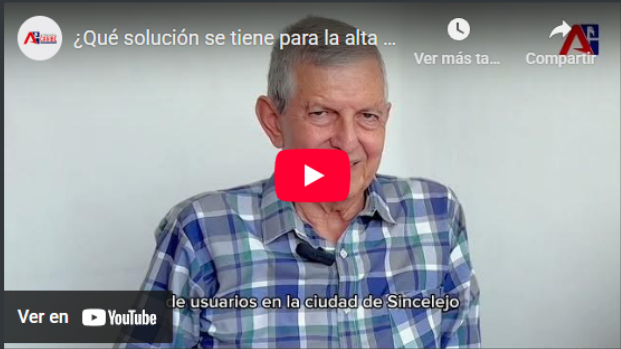 ¿Qué solución se tiene para la alta ...
Ver más ta...
Compartir
de usuarios en la ciudad de Sincelejo
Ver en YouTube